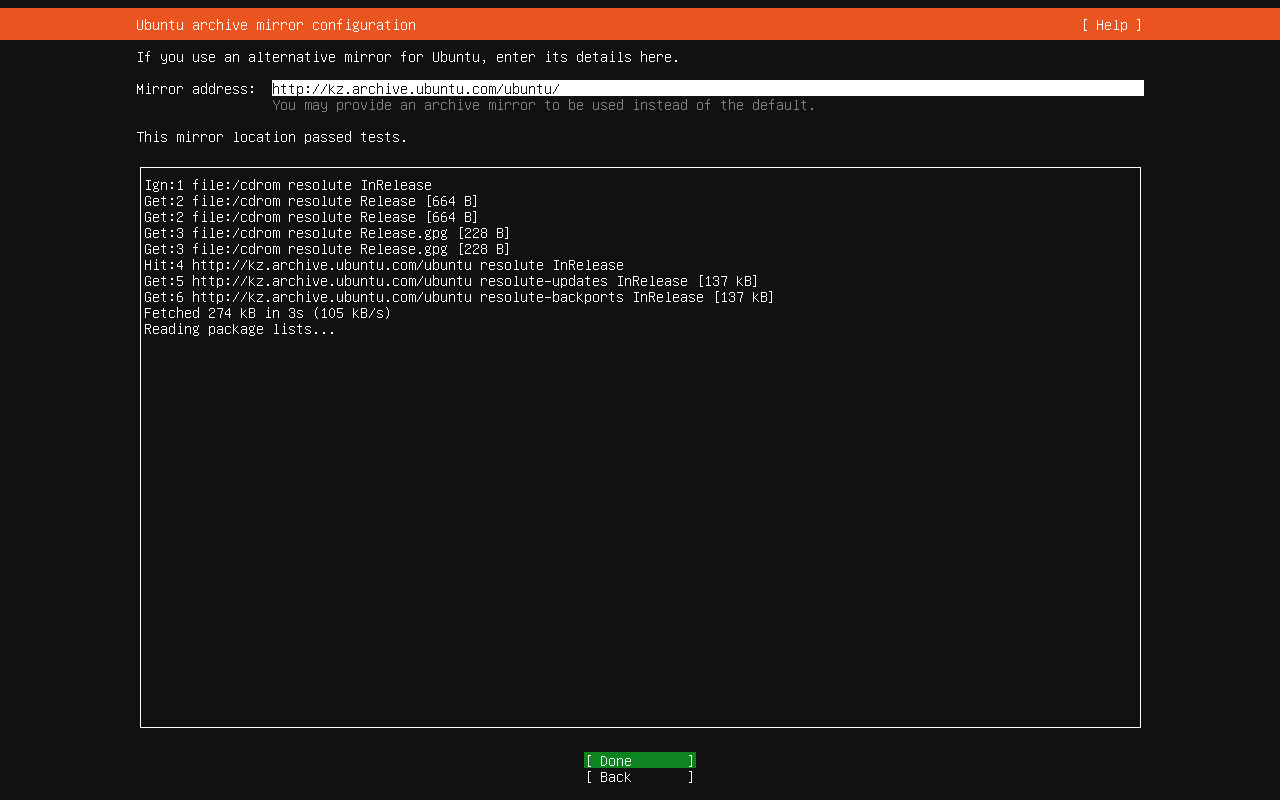 Ubuntu archive mirror configuration [ Help ]
If you use an alternative mirror for Ubuntu, enter its details here.
Mirror address: http://kz.archive.ubuntu.com/ubuntu/
You may provide an archive mirror to be used instead of the default.
This mirror location passed tests.
Ign:1 file:/cdrom resolute InRelease
Get:2 file:/cdrom resolute Release [664 B]
Get:2 file:/cdrom resolute Release [664 B]
Get:3 file:/cdrom resolute Release.gpg [228 B]
Get:3 file:/cdrom resolute Release.gpg [228 B]
Hit:4 http://kz.archive.ubuntu.com/ubuntu resolute InRelease
Get:5 http://kz.archive.ubuntu.com/ubuntu resolute-updates InRelease [137 kB]
Get:6 http://kz.archive.ubuntu.com/ubuntu resolute-backports InRelease [137 kB]
Fetched 274 kB in 3s (105 kB/s)
Reading package lists...
[ Done ]
[ Back ]